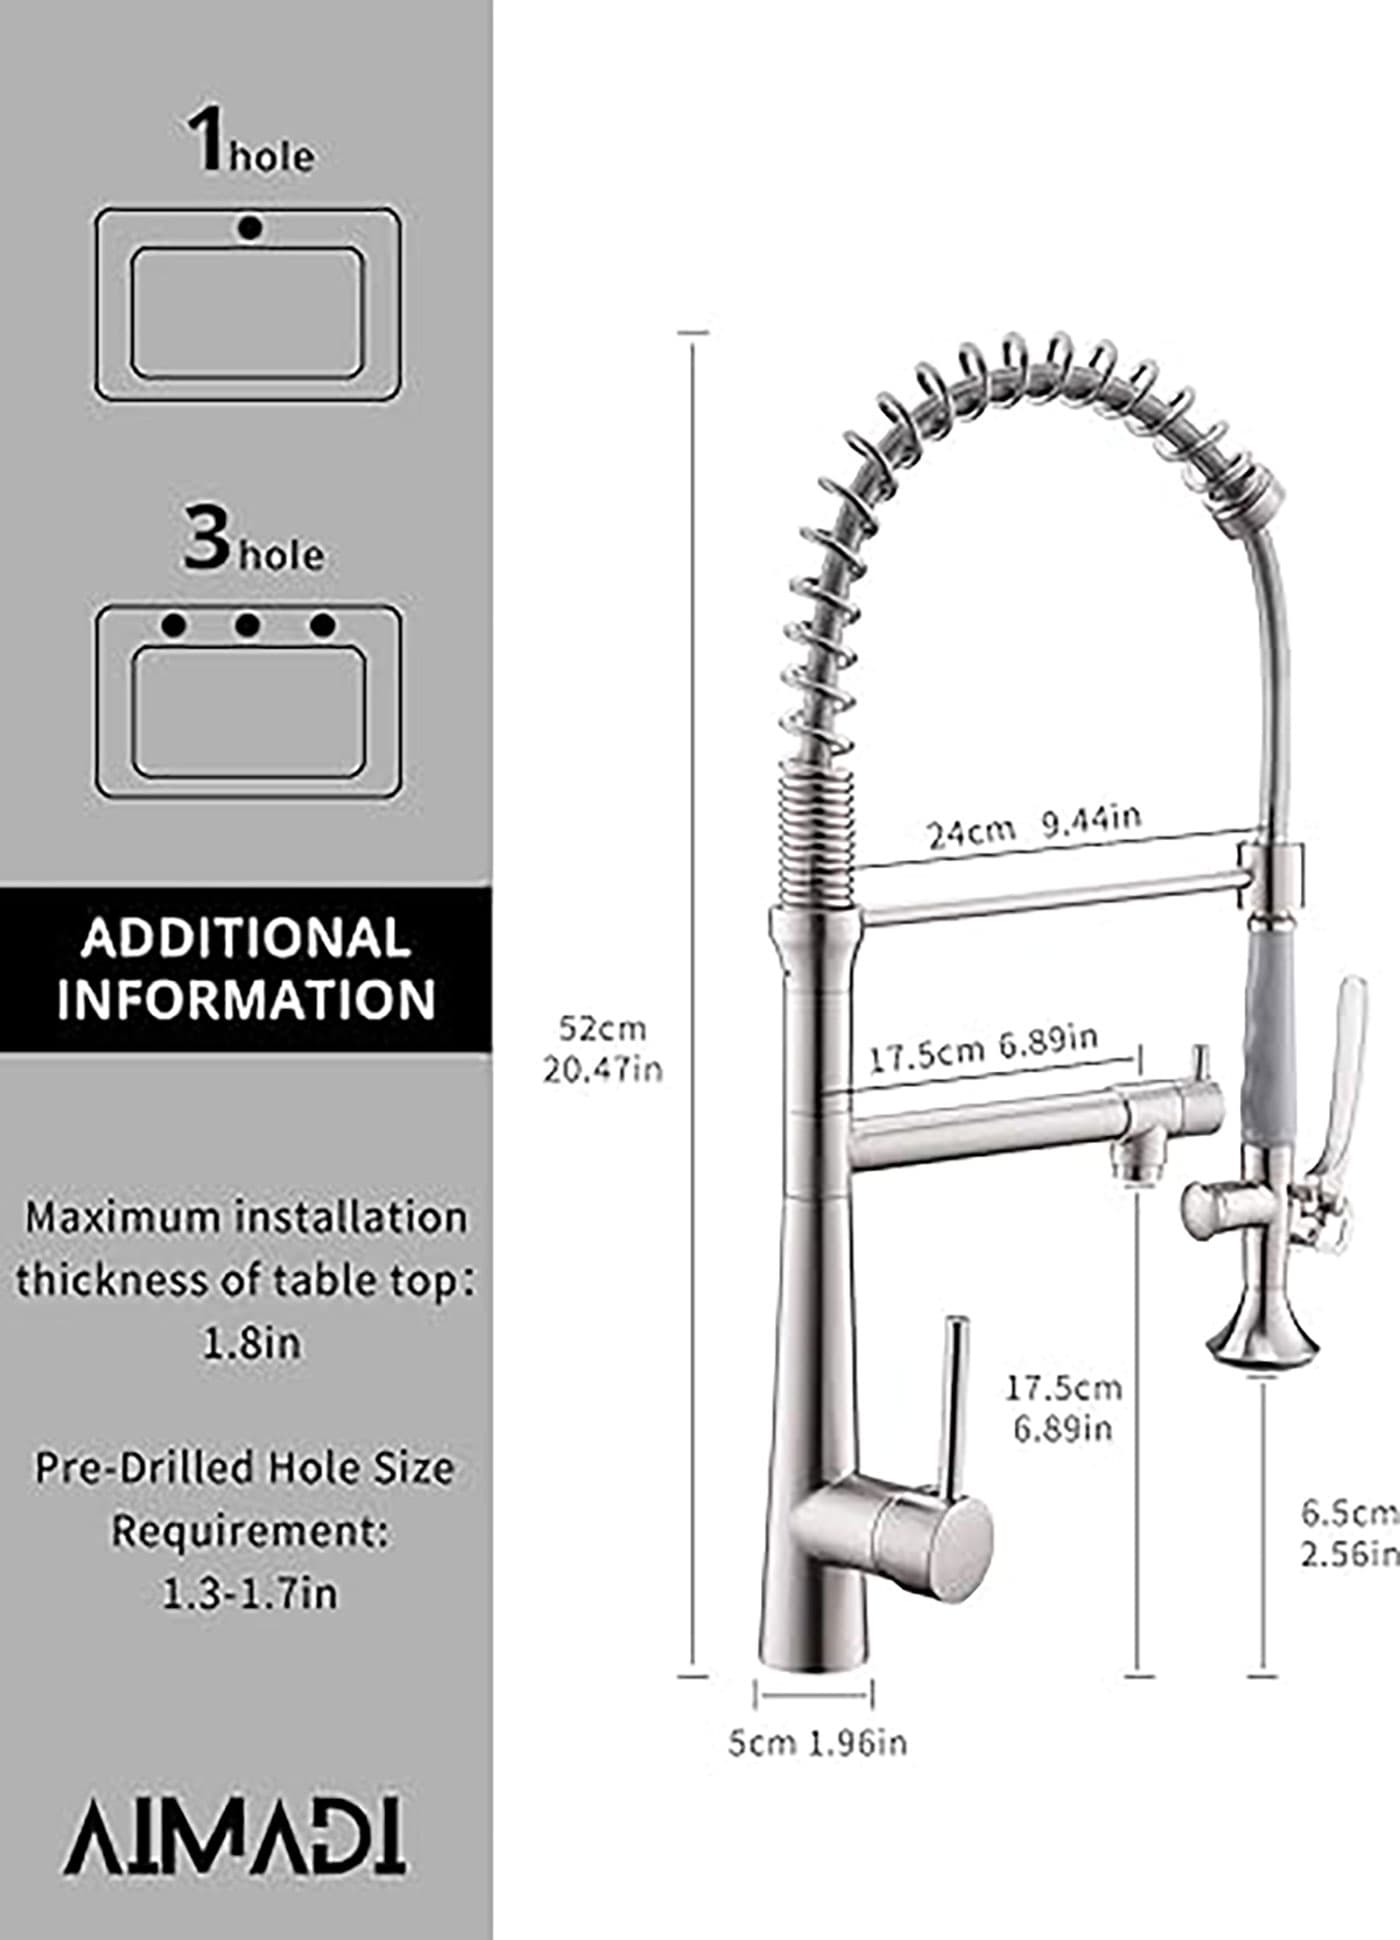 1hole
3hole
ADDITIONAL
INFORMATION
Maximum installation
thickness of table top:
1.8in
Pre-Drilled Hole Size
Requirement:
1.3-1.7in
AIMADI
24cm 9.44in
52cm
20.47in
17.5cm 6.89in
17.5cm
6.89in
6.5cm
2.56in
5cm 1.96in